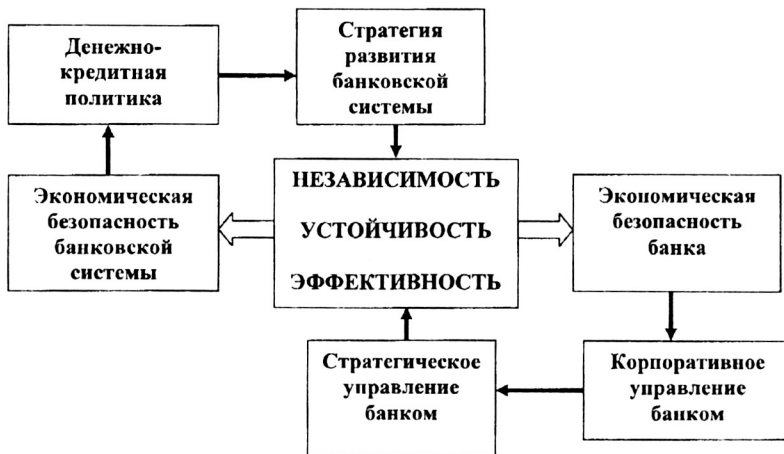 Денежно-
кредитная
политика
Стратегия
развития
банковской
системы
НЕЗАВИСИМОСТЬ
УСТОЙЧИВОСТЬ
ЭФФЕКТИВНОСТЬ
Экономическая
безопасность
банковской
системы
Экономическая
безопасность
банка
Стратегическое
управление
банком
Корпоративное
управление
банком